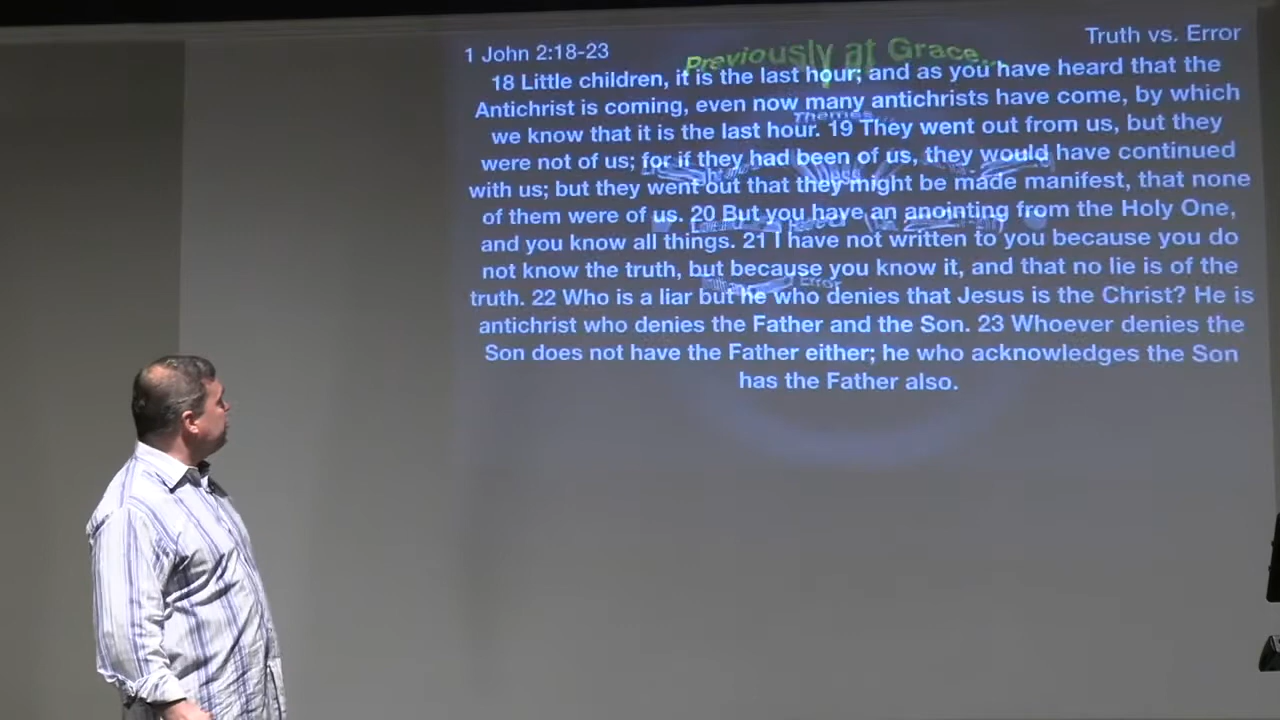 1 John 2:18-23
Truth vs. Error
Previously at Grace...
18 Little children, it is the last hour; and as you have heard that the
Antichrist is coming, even now many antichrists have come, by which
Themes...
we know that it is the last hour. 19 They went out from us, but they
were not of us; for if they had been of us, they would have continued
with us; but they went out that they might be made manifest, that none
of them were of us. 20 But you have an anointing from the Holy One,
and you know all things. 21 I have not written to you because you do
not know the truth, but because you know it, and that no lie is of the
Error
truth. 22 Who is a liar but he who denies that Jesus is the Christ? He is
antichrist who denies the Father and the Son. 23 Whoever denies the
Son does not have the Father either; he who acknowledges the Son
has the Father also.